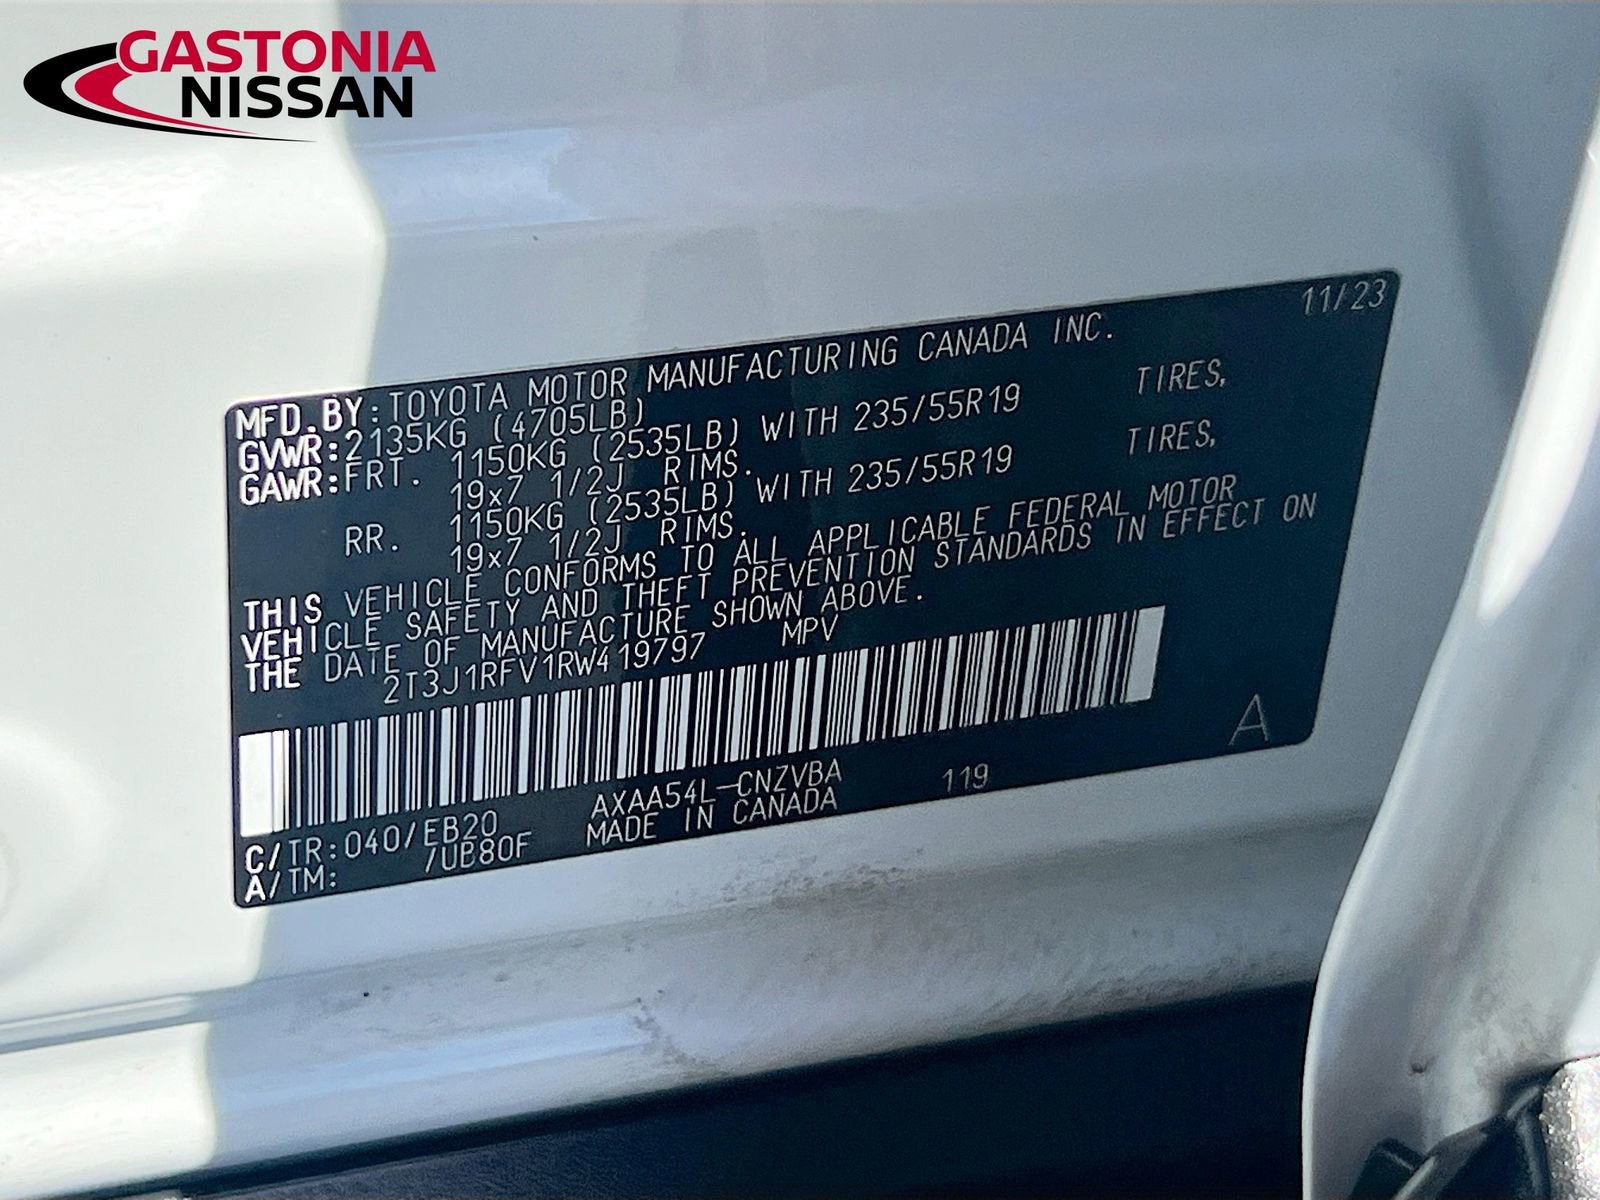 GASTONIA
NISSAN
11/23
MFD.BY:TOYOTA MOTOR MANUFACTURING CANADA INC.
GVWR:2135KG (4705LB)
GAWR:FRT. 1150KG (2535LB) WITH 235/55R19 TIRES,
19x7 1/2J RIMS.
RR. 1150KG (2535LB) WITH 235/55R19 TIRES,
19x7 1/2J RIMS.
THIS VEHICLE CONFORMS TO ALL APPLICABLE FEDERAL MOTOR
VEHICLE SAFETY AND THEFT PREVENTION STANDARDS IN EFFECT ON
THE DATE OF MANUFACTURE SHOWN ABOVE.
2T3J1RFV1RW419797 MPV
A
C/TR:040/EB20 AXAA54L-CNZVBA 119
A/TM: /UB80F MADE IN CANADA